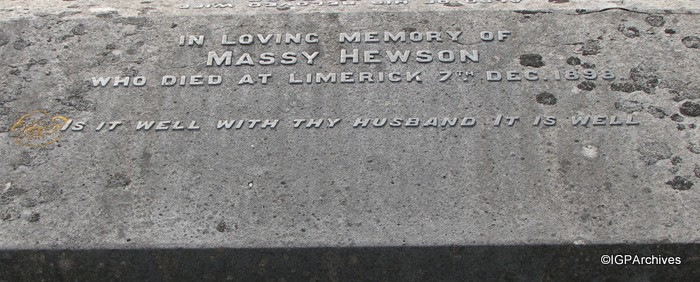 IN LOVING MEMORY OF
MASSY HEWSON
WHO DIED AT LIMERICK 7TH DEC. 1898.
IS IT WELL WITH THY HUSBAND IT IS WELL
©IGPArchives